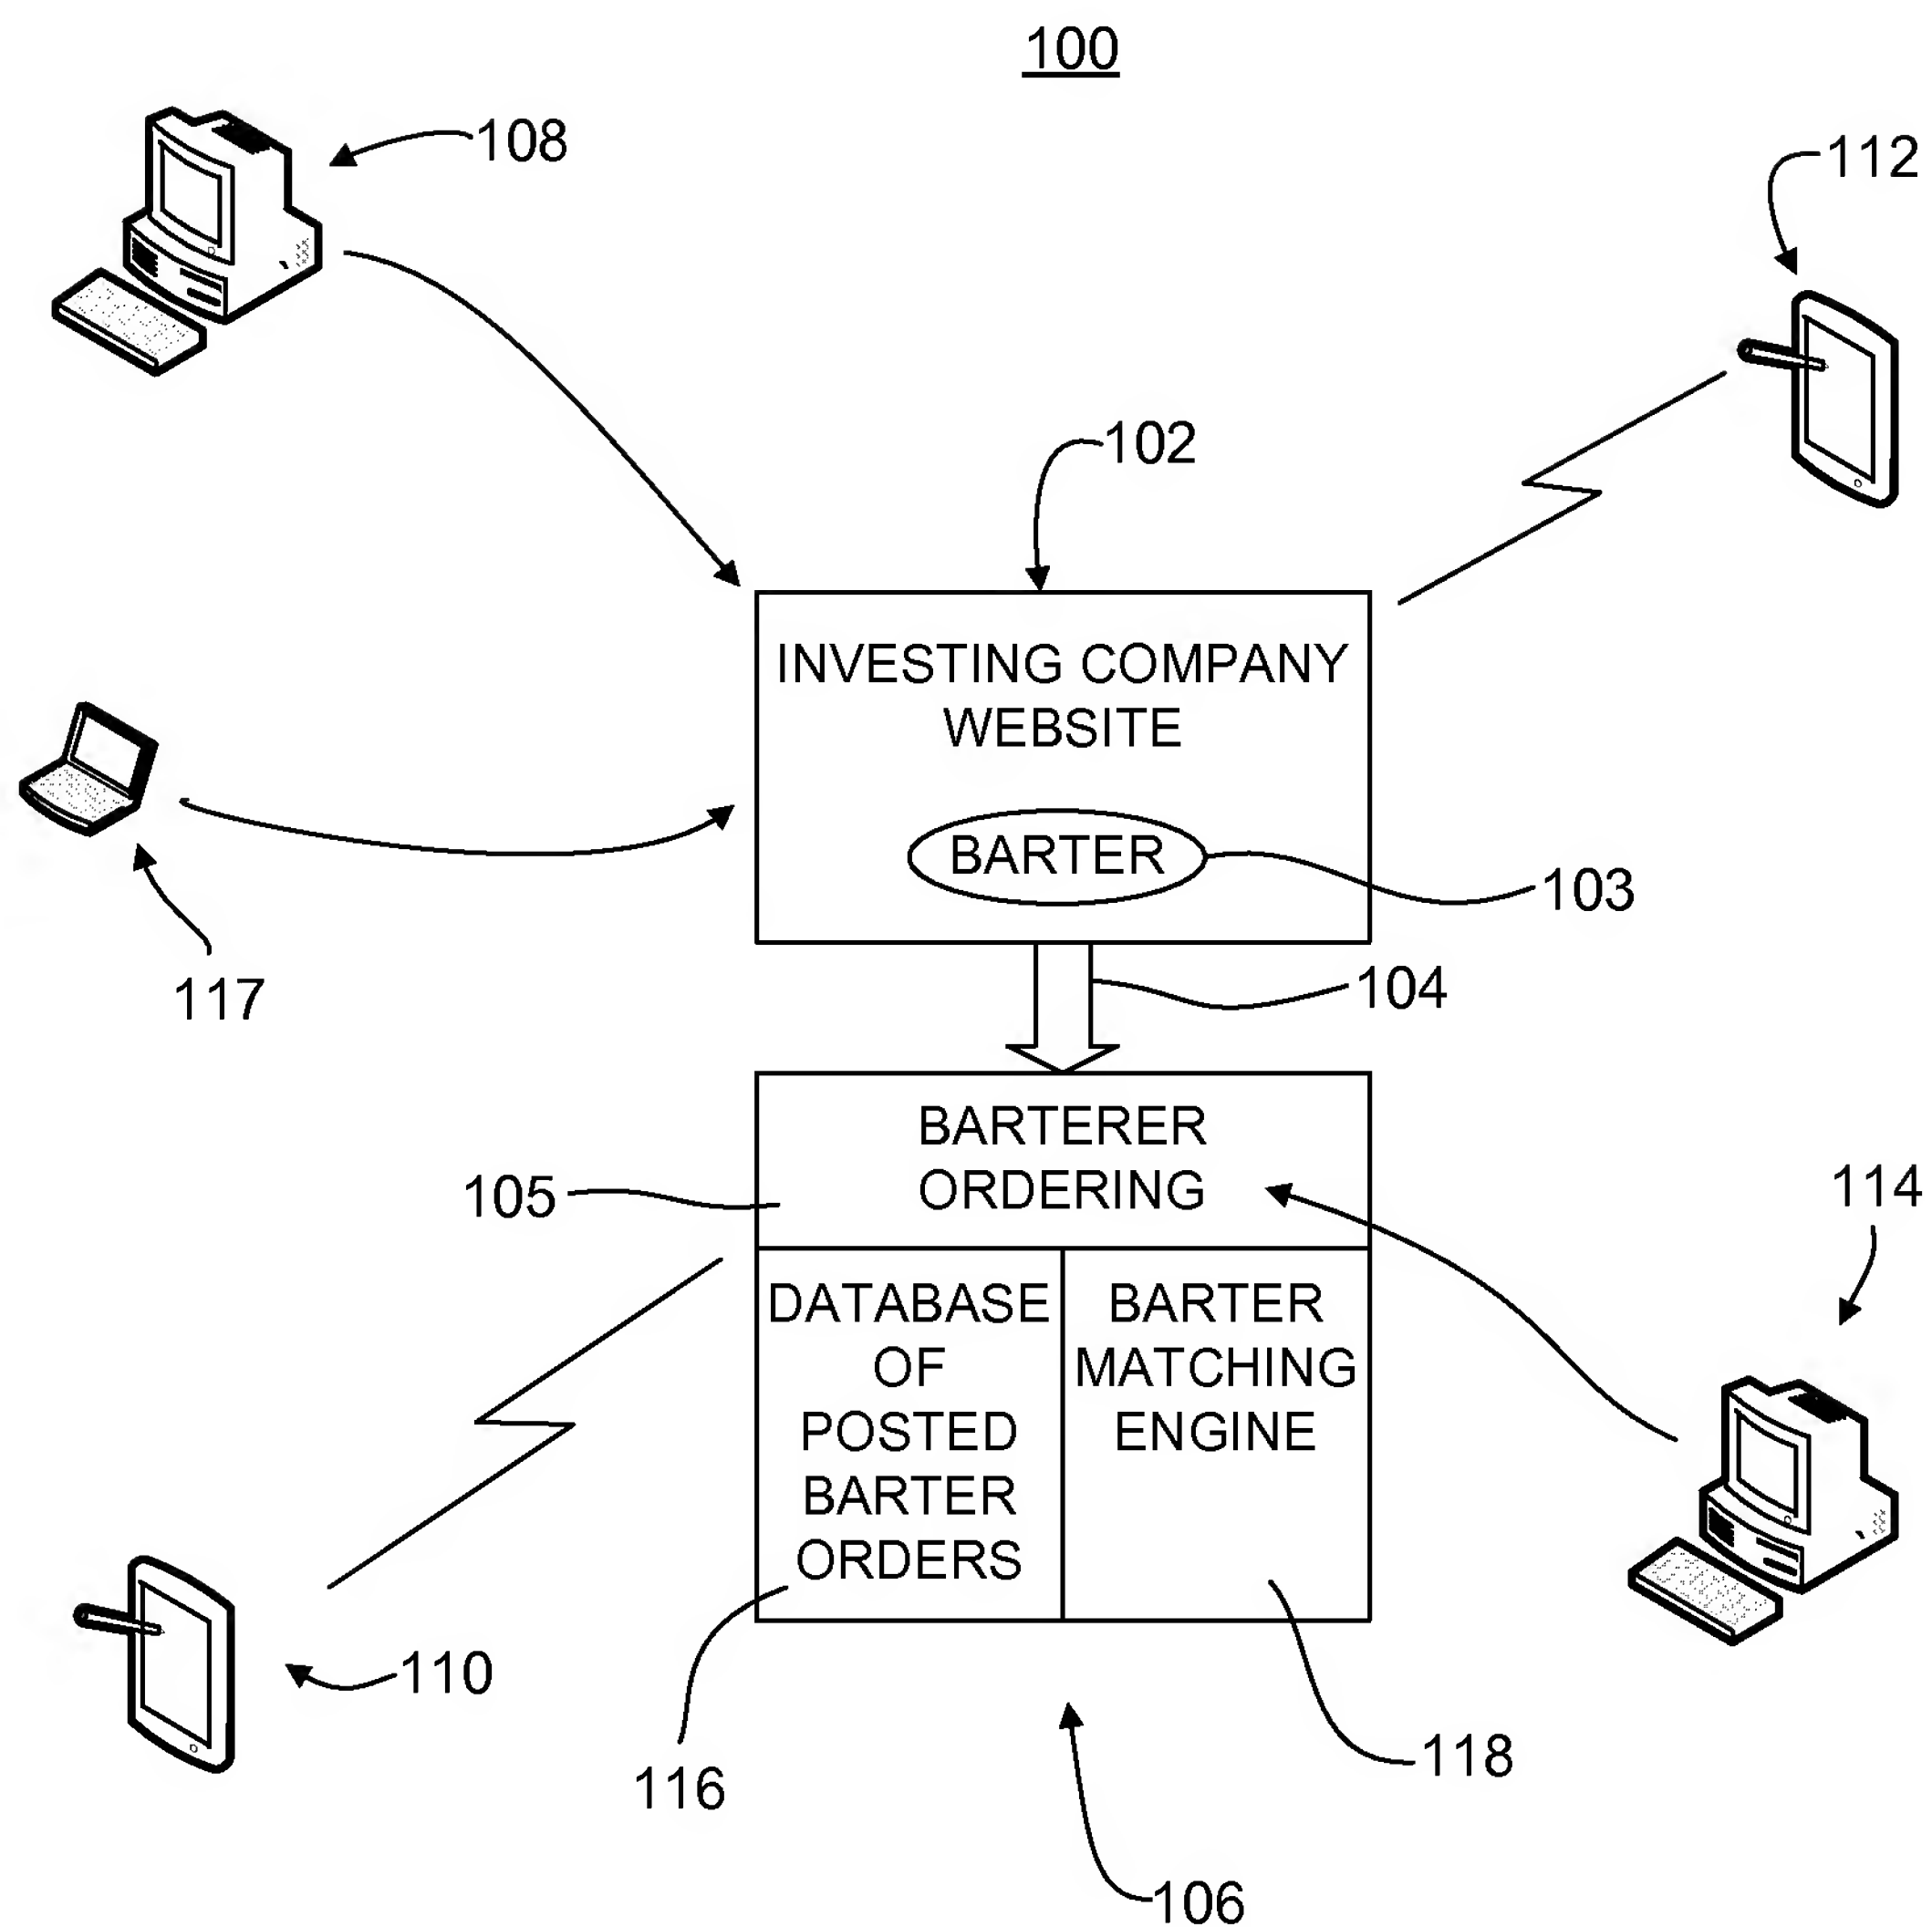 100
108
112
102
INVESTING COMPANY
WEBSITE
BARTER
103
117
104
BARTERER
ORDERING
105
114
DATABASE
OF
POSTED
BARTER
ORDERS
BARTER
MATCHING
ENGINE
110
116
118
106